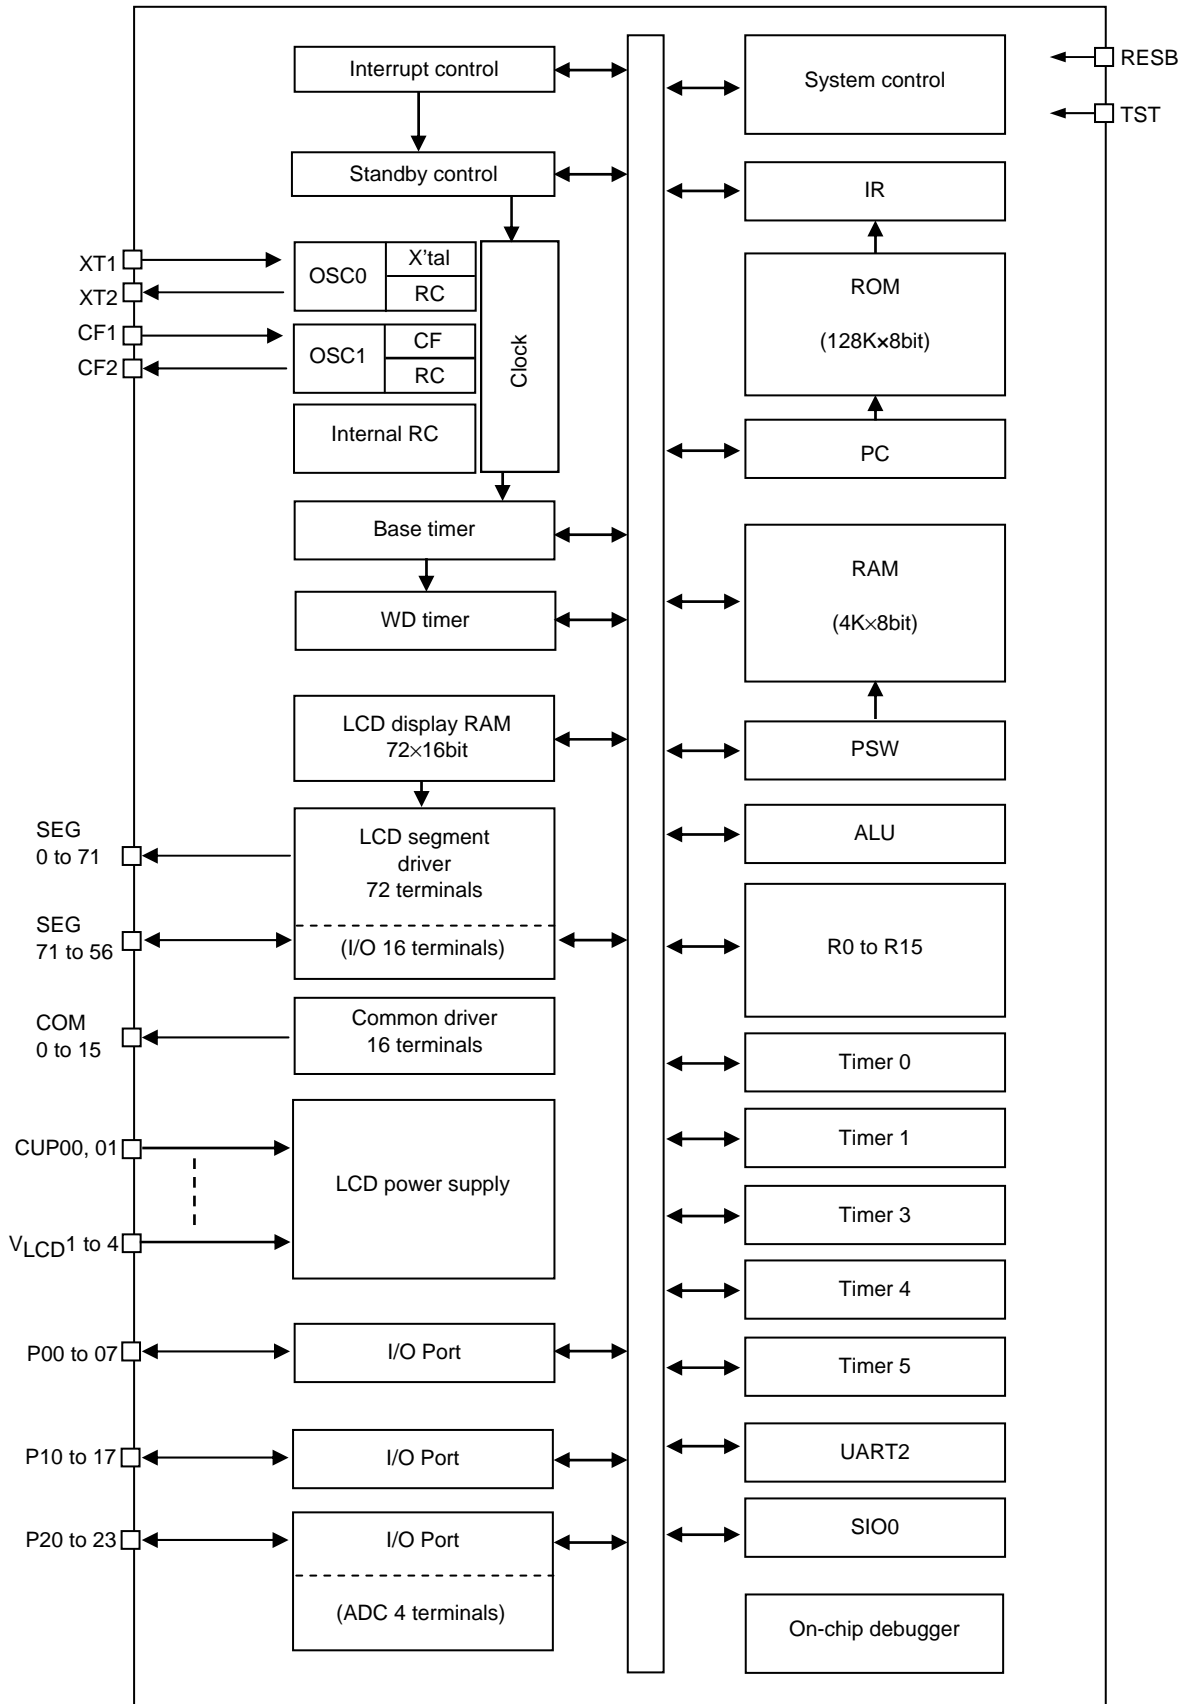 Interrupt control
Standby control
XT1
XT2
CF1
CF2
OSC0
X'tal
RC
OSC1
CF
RC
Internal RC
Clock
Base timer
WD timer
LCD display RAM
72×16bit
SEG
0 to 71
LCD segment
driver
72 terminals
SEG
71 to 56
(I/O 16 terminals)
COM
0 to 15
Common driver
16 terminals
CUP00, 01
LCD power supply
VLCD1 to 4
P00 to 07
I/O Port
P10 to 17
I/O Port
P20 to 23
I/O Port
(ADC 4 terminals)
System control
RESB
TST
IR
ROM
(128K×8bit)
PC
RAM
(4K×8bit)
PSW
ALU
R0 to R15
Timer 0
Timer 1
Timer 3
Timer 4
Timer 5
UART2
SIO0
On-chip debugger